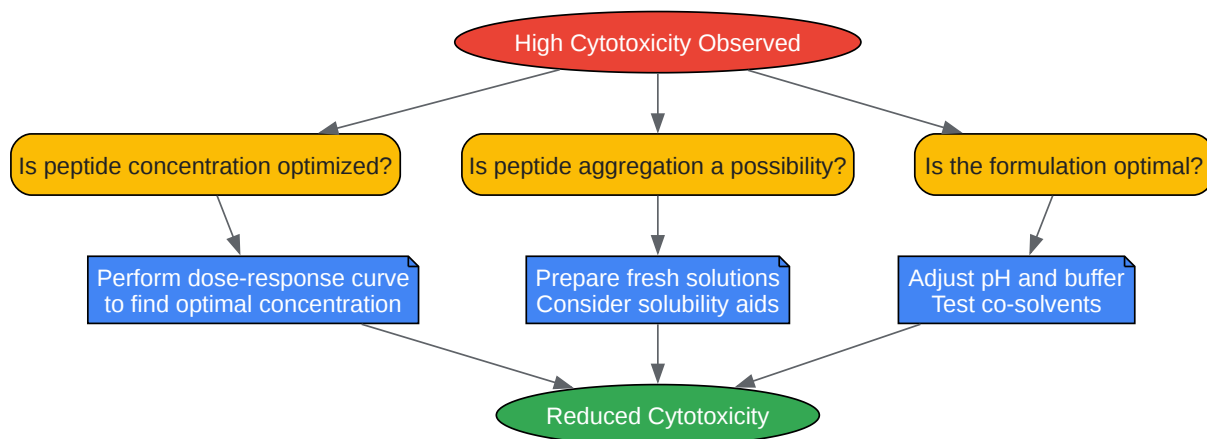 High Cytotoxicity Observed
Is peptide concentration optimized?
Is peptide aggregation a possibility?
Is the formulation optimal?
Perform dose-response curve
to find optimal concentration
Prepare fresh solutions
Consider solubility aids
Adjust pH and buffer
Test co-solvents
Reduced Cytotoxicity